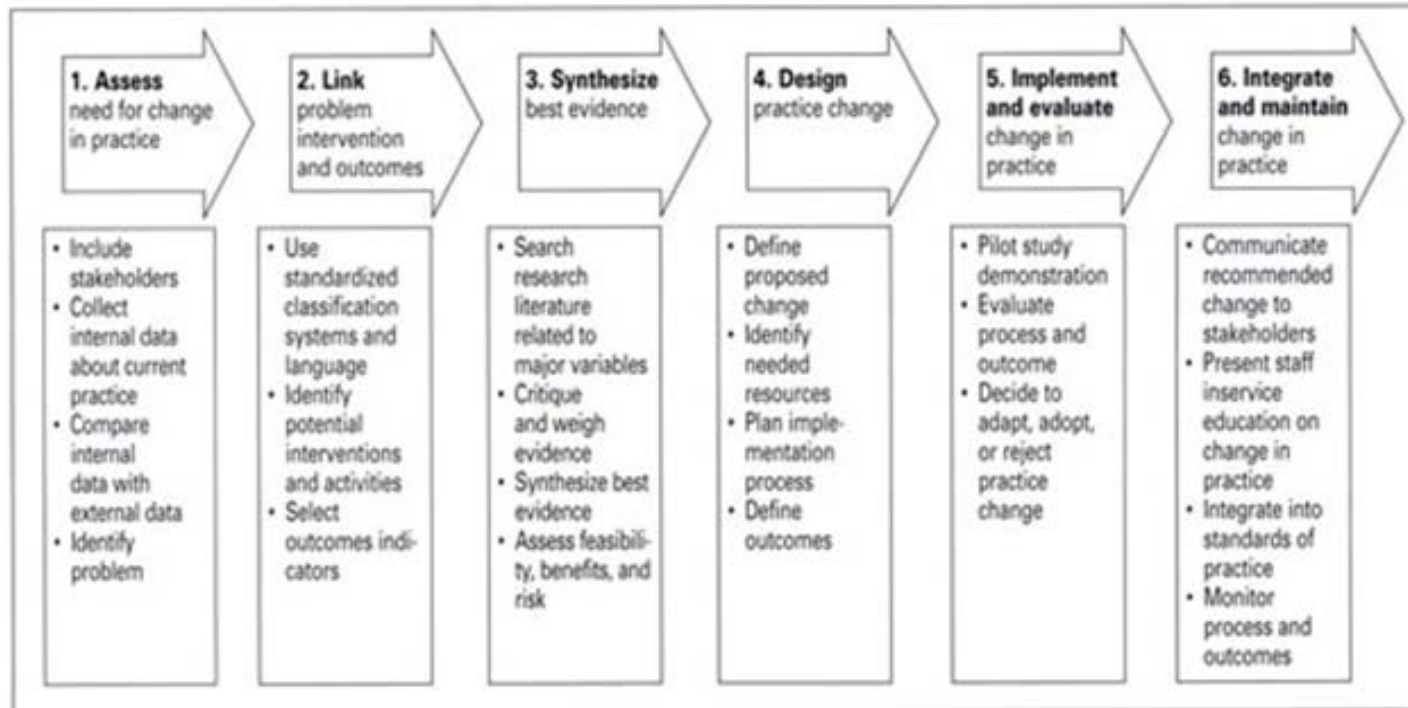 1. Assess
need for change
in practice
2. Link
problem
intervention
and outcomes
3. Synthesize
best evidence
4. Design
practice change
5. Implement
and evaluate
change in
practice
6. Integrate
and maintain
change in
practice
• Include
stakeholders
• Collect
internal data
about current
practice
• Compare
internal
data with
external data
• Identify
problem
• Use
standardized
classification
systems and
language
• Identify
potential
interventions
and activities
• Select
outcomes indi-
cators
• Search
research
literature
related to
major variables
• Critique
and weigh
evidence
• Synthesize best
evidence
• Assess feasibili-
ty, benefits, and
risk
• Define
proposed
change
• Identify
needed
resources
• Plan imple-
mentation
process
• Define
outcomes
• Pilot study
demonstration
• Evaluate
process and
outcome
• Decide to
adapt, adopt,
or reject
practice
change
• Communicate
recommended
change to
stakeholders
• Present staff
inservice
education on
change in
practice
• Integrate into
standards of
practice
• Monitor
process and
outcomes